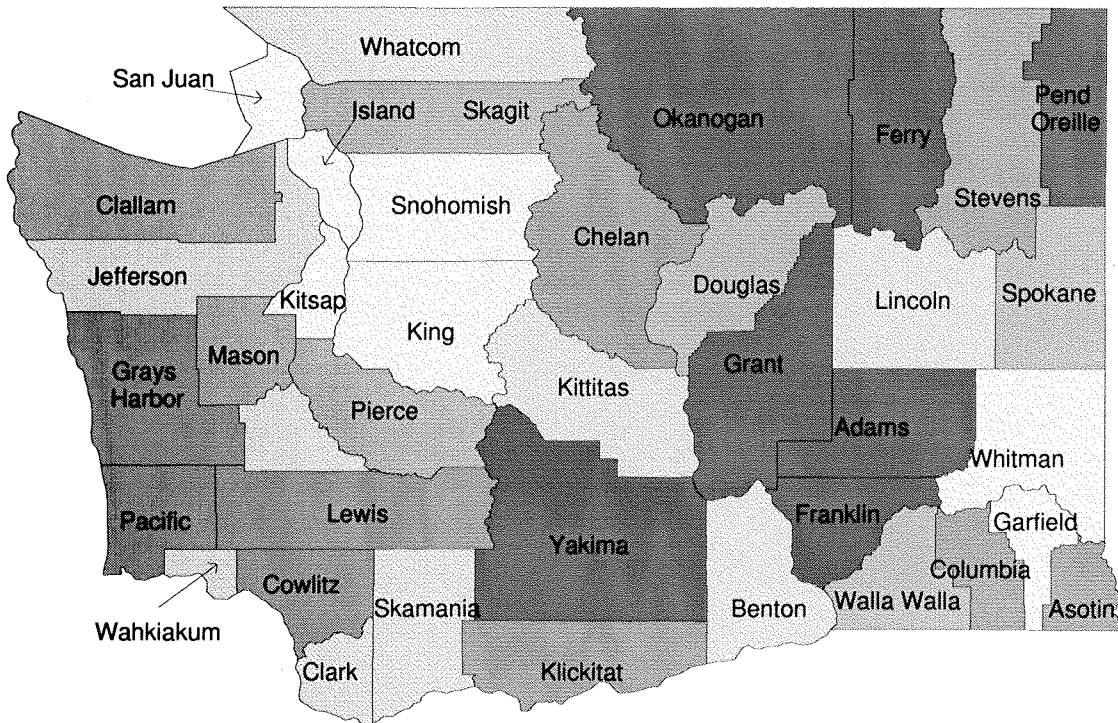 Whatcom
San Juan
Island
Skagit
Okanogan
Ferry
Pend
Oreille
Clallam
Snohomish
Chelan
Stevens
Jefferson
Kitsap
Douglas
Lincoln
Spokane
King
Mason
Grays
Harbor
Grant
Kittitas
Pierce
Adams
Whitman
Pacific
Lewis
Yakima
Franklin
Garfield
Cowlitz
Columbia
Skamania
Benton
Walla Walla
Asotin
Wahkiakum
Clark
Klickitat